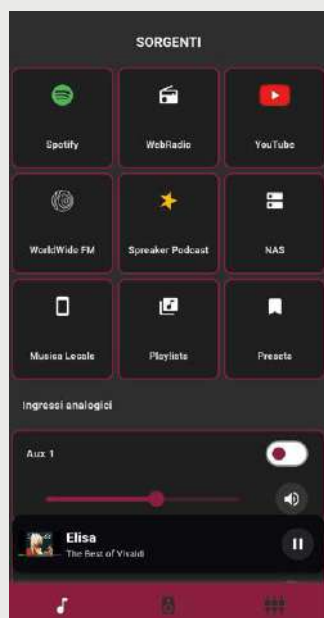 SORGENTI
Spotify
WebRadio
YouTube
WorldWide FM
Spreaker Podcast
NAS
Musica Locale
Playlists
Presets
Ingressi analogici
Aux 1
Elisa
The Best of Vivaldi